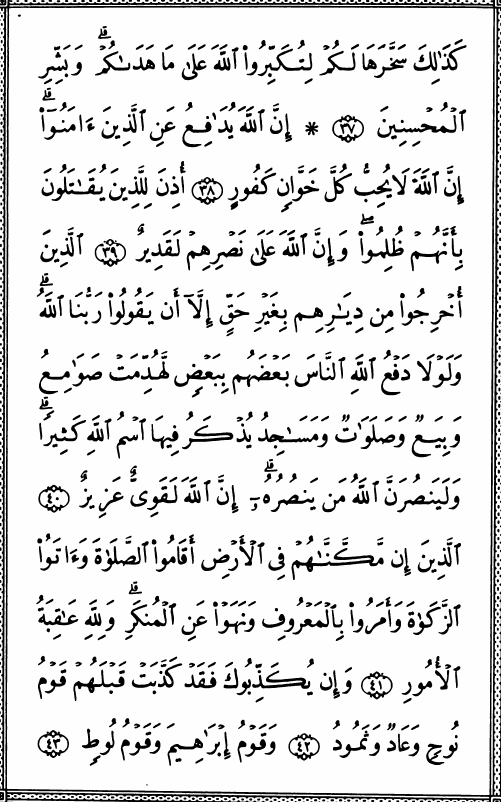 كَذَٰلِكَ سَخَّرَهَا لَكُمْ لِتُكَبِّرُوا۟ ٱللَّهَ عَلَىٰ مَا هَدَىٰكُمْ ۗ وَبَشِّرِ
ٱلْمُحْسِنِينَ ٣٧ * إِنَّ ٱللَّهَ يُدَٰفِعُ عَنِ ٱلَّذِينَ ءَامَنُوٓا۟ ۗ
إِنَّ ٱللَّهَ لَا يُحِبُّ كُلَّ خَوَّانٍ كَفُورٍ ٣٨ أُذِنَ لِلَّذِينَ يُقَٰتَلُونَ
بِأَنَّهُمْ ظُلِمُوا۟ ۖ وَإِنَّ ٱللَّهَ عَلَىٰ نَصْرِهِمْ لَقَدِيرٌ ٣٩ ٱلَّذِينَ
أُخْرِجُوا۟ مِن دِيَٰرِهِم بِغَيْرِ حَقٍّ إِلَّآ أَن يَقُولُوا۟ رَبُّنَا ٱللَّهُ ۗ
وَلَوْلَا دَفْعُ ٱللَّهِ ٱلنَّاسَ بَعْضَهُم بِبَعْضٍ لَّهُدِّمَتْ صَوَٰمِعُ
وَبِيَعٌ وَصَلَوَٰتٌ وَمَسَٰجِدُ يُذْكَرُ فِيهَا ٱسْمُ ٱللَّهِ كَثِيرًا ۗ
وَلَيَنصُرَنَّ ٱللَّهُ مَن يَنصُرُهُۥٓ ۗ إِنَّ ٱللَّهَ لَقَوِىٌّ عَزِيزٌ ٤٠
ٱلَّذِينَ إِن مَّكَّنَّٰهُمْ فِى ٱلْأَرْضِ أَقَامُوا۟ ٱلصَّلَوٰةَ وَءَاتَوُا۟
ٱلزَّكَوٰةَ وَأَمَرُوا۟ بِٱلْمَعْرُوفِ وَنَهَوْا۟ عَنِ ٱلْمُنكَرِ ۗ وَلِلَّهِ عَٰقِبَةُ
ٱلْأُمُورِ ٤١ وَإِن يُكَذِّبُوكَ فَقَدْ كَذَّبَتْ قَبْلَهُمْ قَوْمُ
نُوحٍ وَعَادٌ وَثَمُودُ ٤٢ وَقَوْمُ إِبْرَٰهِيمَ وَقَوْمُ لُوطٍ ٤٣